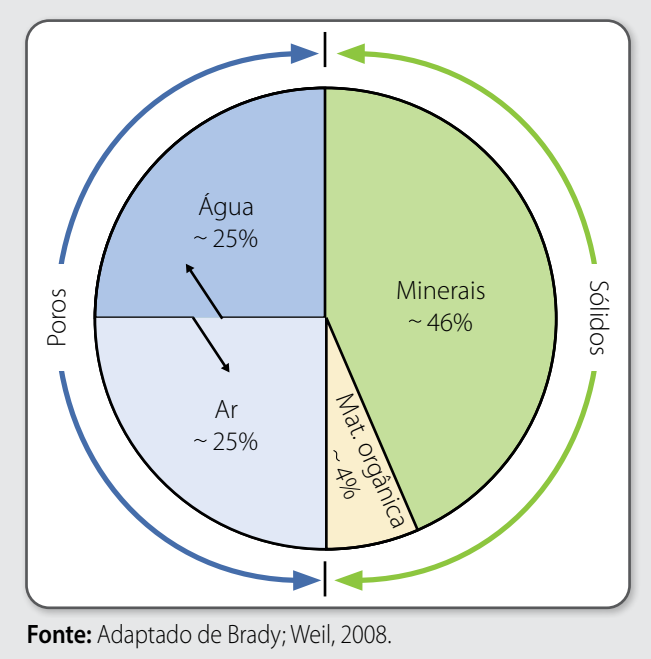 Água
~ 25%
Minerais
~ 46%
Poros
Sólidos
Ar
~ 25%
Mat. orgânica
~ 4%
Fonte: Adaptado de Brady; Weil, 2008.